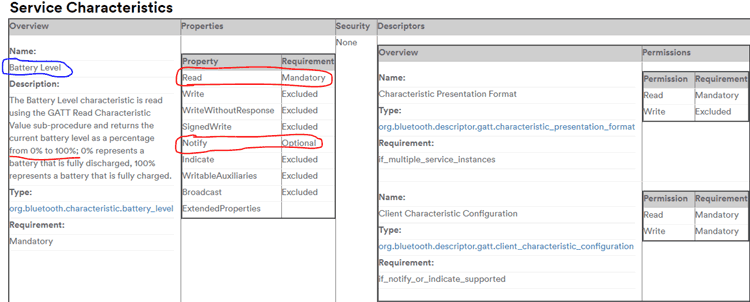 Service Characteristics
Overview
Properties
Security
Descriptors
Name:
Battery Level
Description:
The Battery Level characteristic is read
using the GATT Read Characteristic
Value sub-procedure and returns the
current battery level as a percentage
from 0% to 100%; 0% represents a
battery that is fully discharged, 100%
represents a battery that is fully charged.
Type:
org.bluetooth.characteristic.battery_level
Requirement:
Mandatory
Property Requirement
Read Mandatory
Write Excluded
WriteWithoutResponse Excluded
SignedWrite Excluded
Notify Optional
Indicate Excluded
WritableAuxiliaries Excluded
Broadcast Excluded
ExtendedProperties
None
Overview Permissions
Name:
Characteristic Presentation Format
Type:
org.bluetooth.descriptor.gatt.characteristic_presentation_format
Requirement:
if_multiple_service_instances
Permission Requirement
Read Mandatory
Write Excluded
Name:
Client Characteristic Configuration
Type:
org.bluetooth.descriptor.gatt.client_characteristic_configuration
Requirement:
if_notify_or_indicate_supported
Permission Requirement
Read Mandatory
Write Mandatory